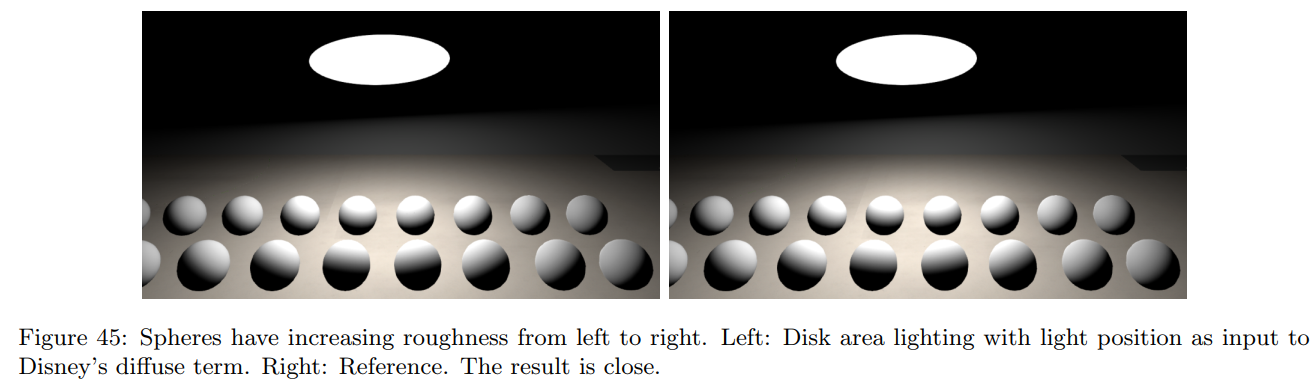 Figure 45: Spheres have increasing roughness from left to right. Left: Disk area lighting with light position as input to
Disney's diffuse term. Right: Reference. The result is close.